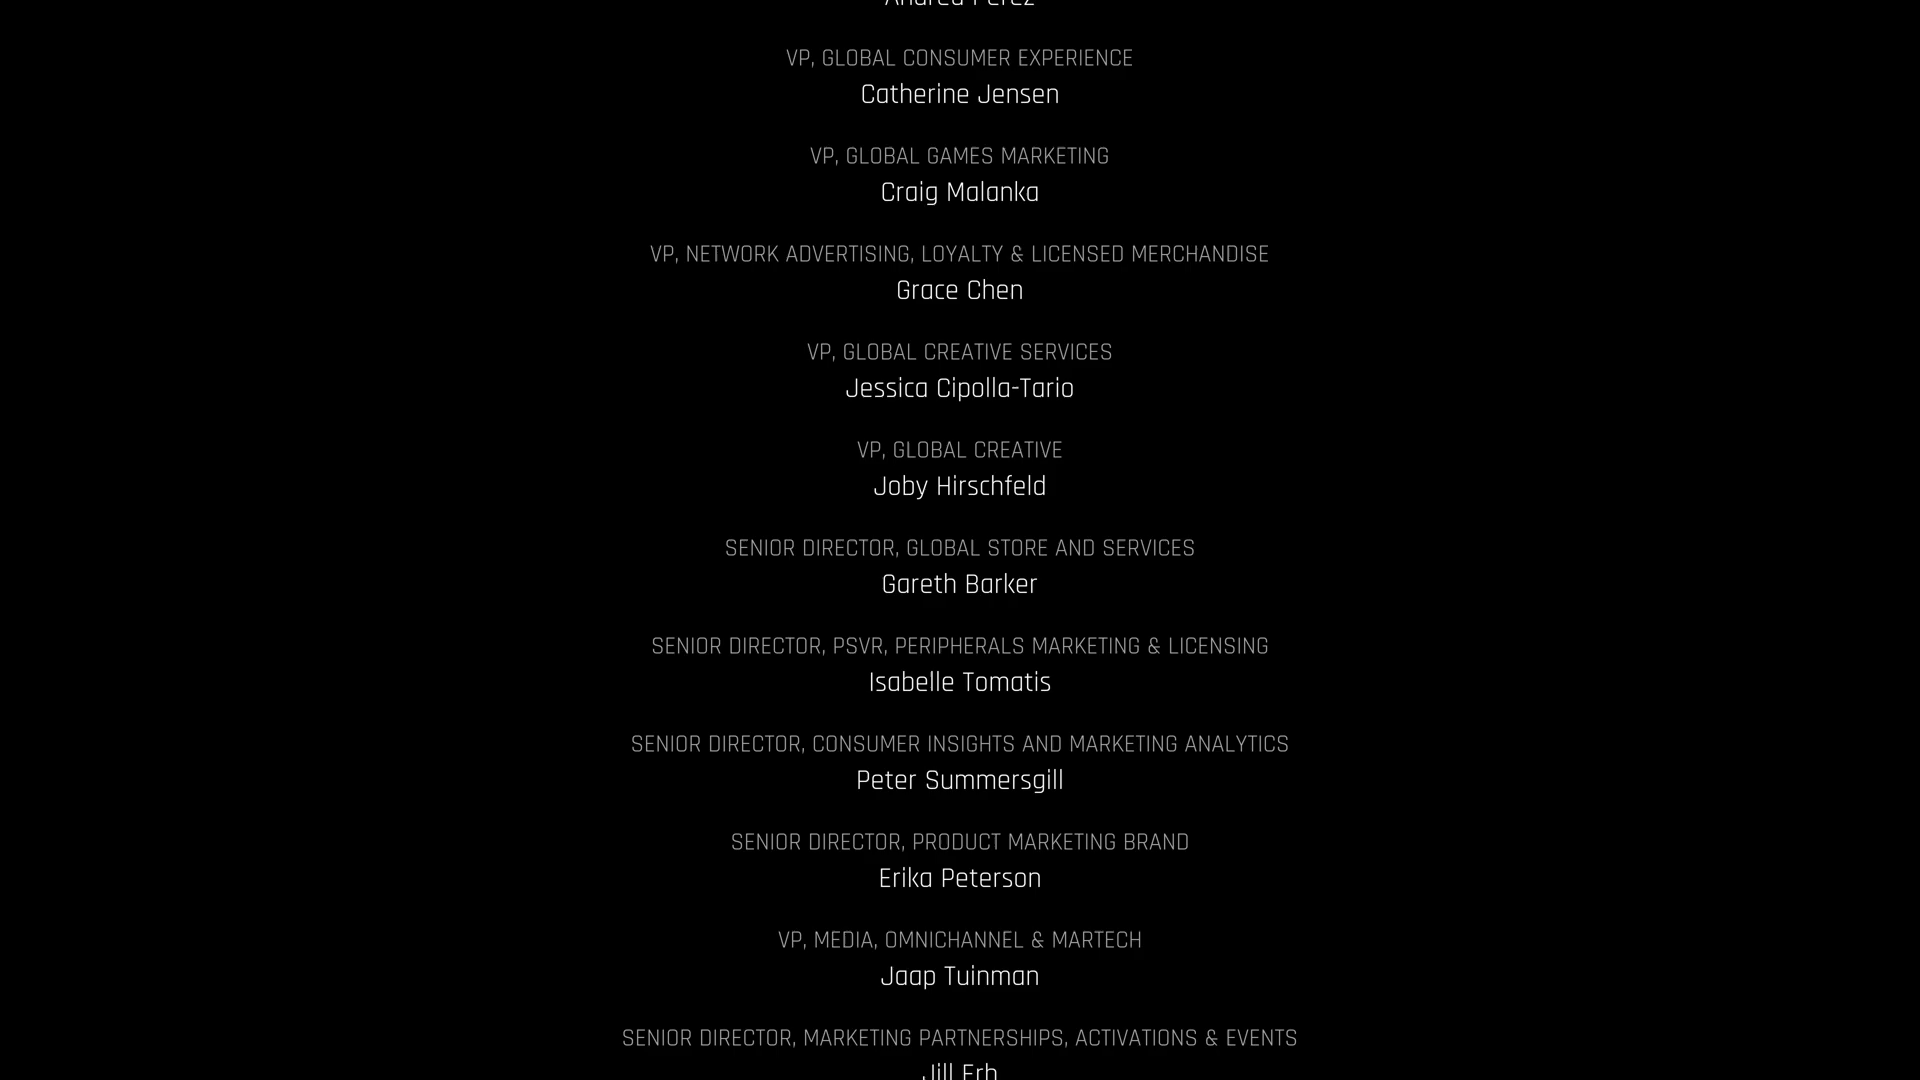 Andrea Perez
VP, GLOBAL CONSUMER EXPERIENCE
Catherine Jensen
VP, GLOBAL GAMES MARKETING
Craig Malanka
VP, NETWORK ADVERTISING, LOYALTY & LICENSED MERCHANDISE
Grace Chen
VP, GLOBAL CREATIVE SERVICES
Jessica Cipolla-Tario
VP, GLOBAL CREATIVE
Joby Hirschfeld
SENIOR DIRECTOR, GLOBAL STORE AND SERVICES
Gareth Barker
SENIOR DIRECTOR, PSVR, PERIPHERALS MARKETING & LICENSING
Isabelle Tomatis
SENIOR DIRECTOR, CONSUMER INSIGHTS AND MARKETING ANALYTICS
Peter Summersgill
SENIOR DIRECTOR, PRODUCT MARKETING BRAND
Erika Peterson
VP, MEDIA, OMNICHANNEL & MARTECH
Jaap Tuinman
SENIOR DIRECTOR, MARKETING PARTNERSHIPS, ACTIVATIONS & EVENTS
Jill